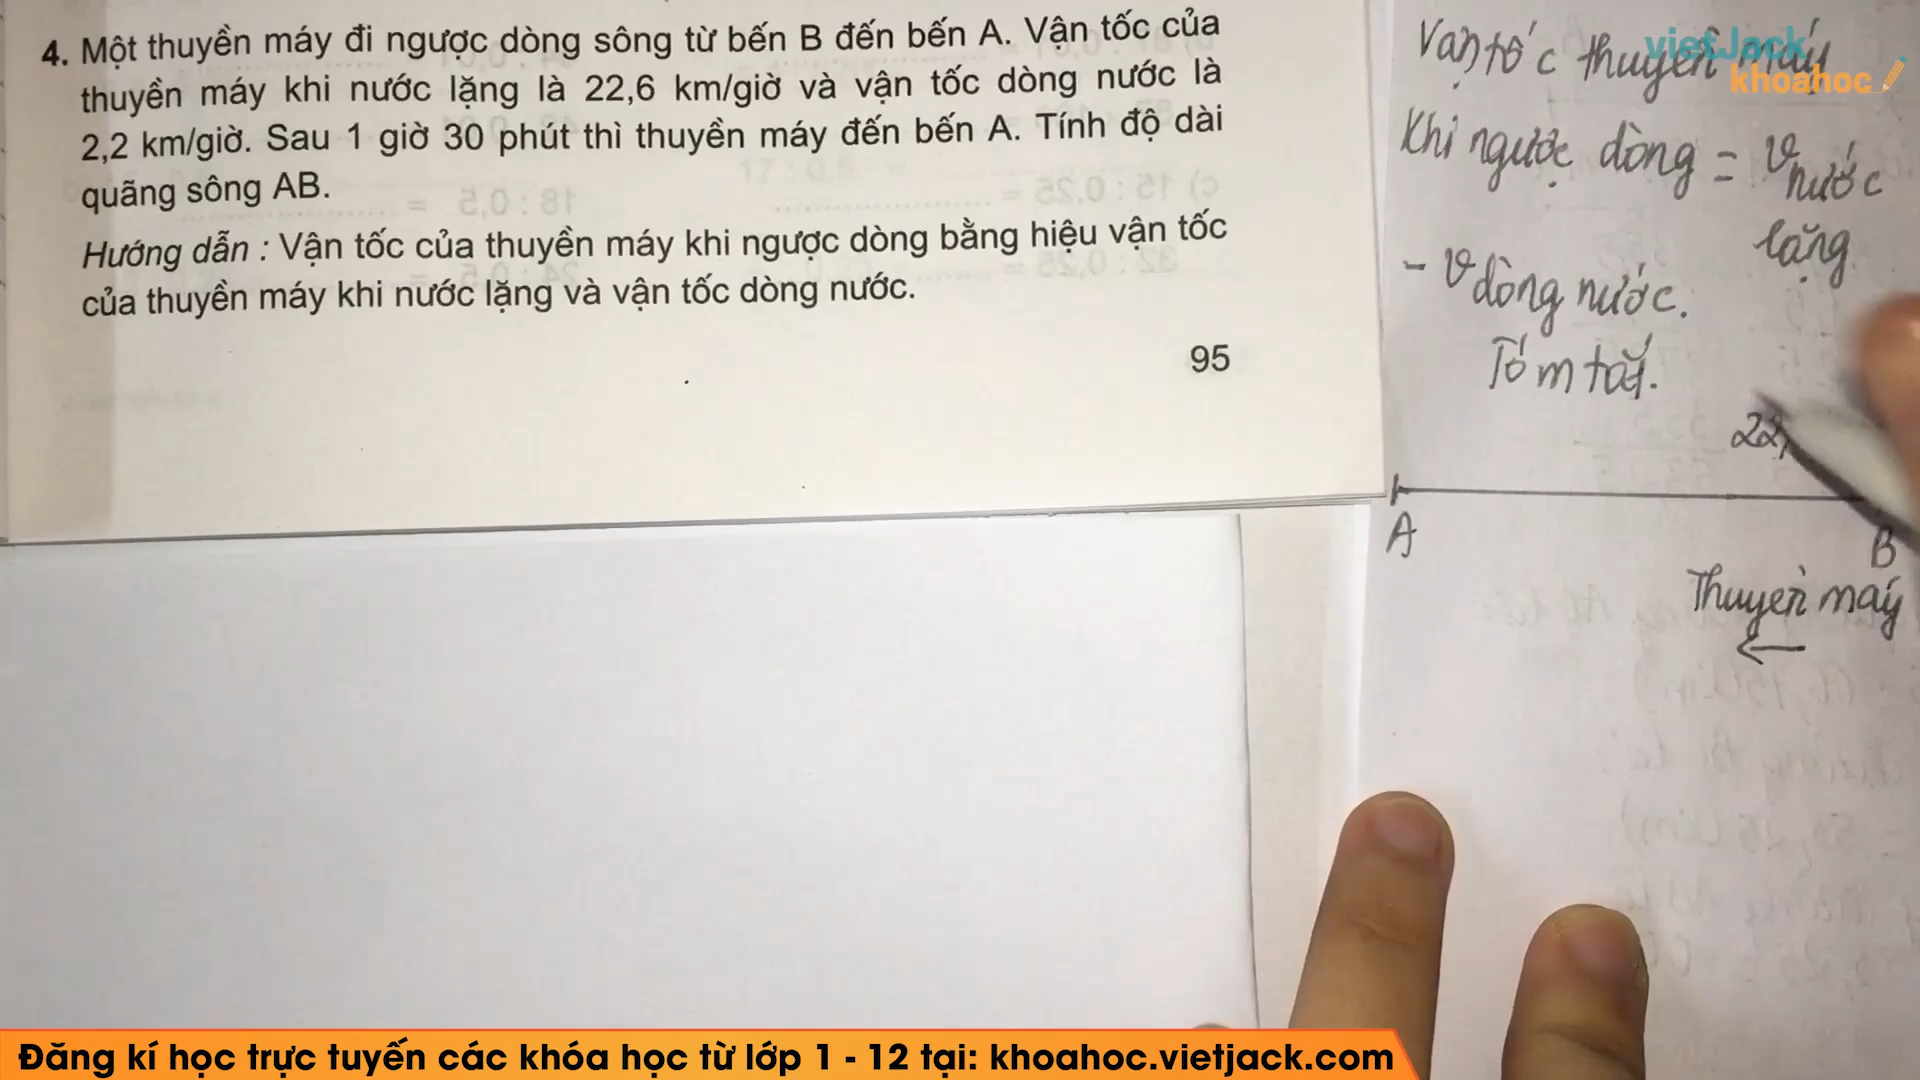 4. Một thuyền máy đi ngược dòng sông từ bến B đến bến A. Vận tốc của
thuyền máy khi nước lặng là 22,6 km/giờ và vận tốc dòng nước là
2,2 km/giờ. Sau 1 giờ 30 phút thì thuyền máy đến bến A. Tính độ dài
quãng sông AB.
Hướng dẫn : Vận tốc của thuyền máy khi ngược dòng bằng hiệu vận tốc
của thuyền máy khi nước lặng và vận tốc dòng nước.
95
Vận tốc thuyền máy
khi ngược dòng = v nước
lặng
- v dòng nước.
Tóm tắt.
22,
A
B
Thuyền máy
vietJack
khoahoc
Đăng kí học trực tuyến các khóa học từ lớp 1 - 12 tại: khoahoc.vietjack.com